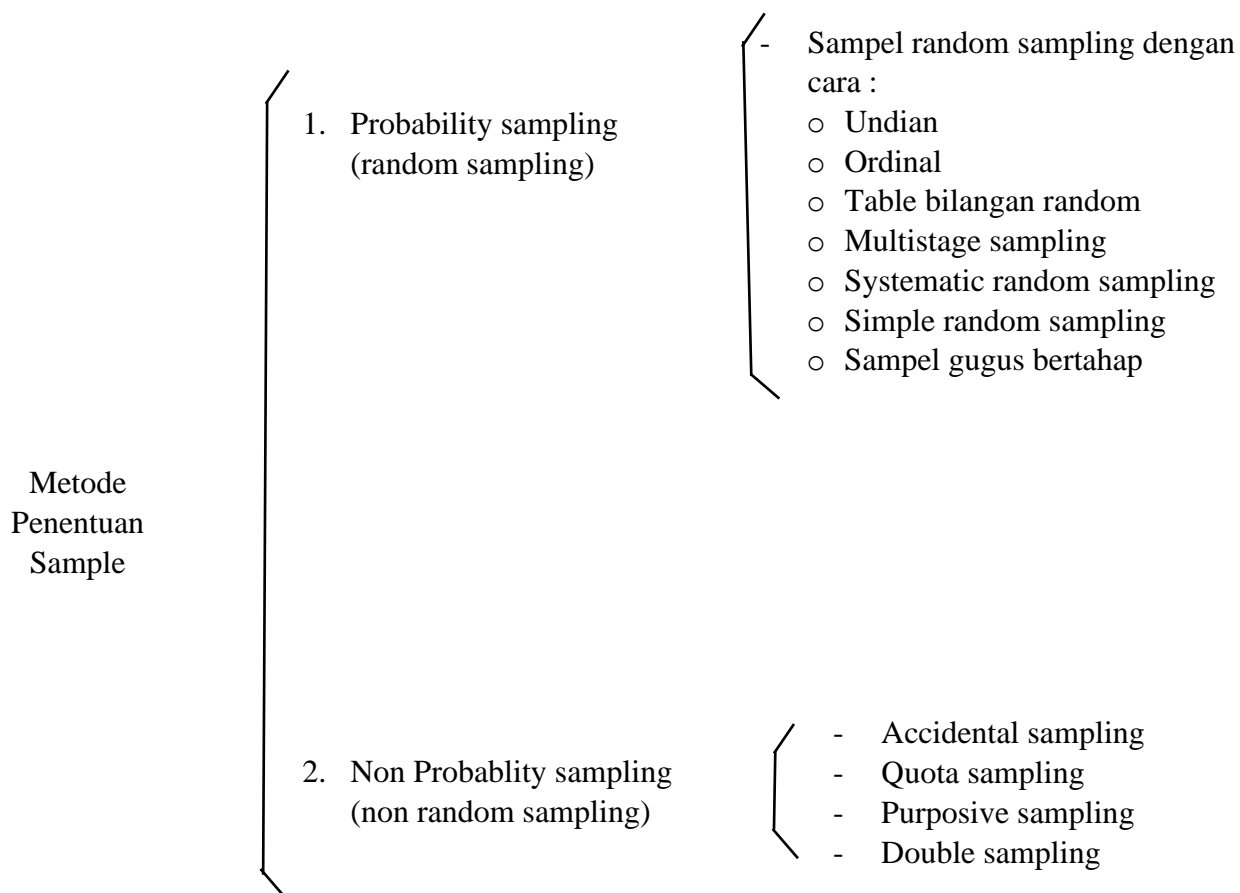 - Sampel random sampling dengan
cara :
1. Probability sampling
(random sampling)
o Undian
o Ordinal
o Table bilangan random
o Multistage sampling
o Systematic random sampling
o Simple random sampling
o Sampel gugus bertahap
Metode
Penentuan
Sample
2. Non Probablity sampling
(non random sampling)
- Accidental sampling
- Quota sampling
- Purposive sampling
- Double sampling